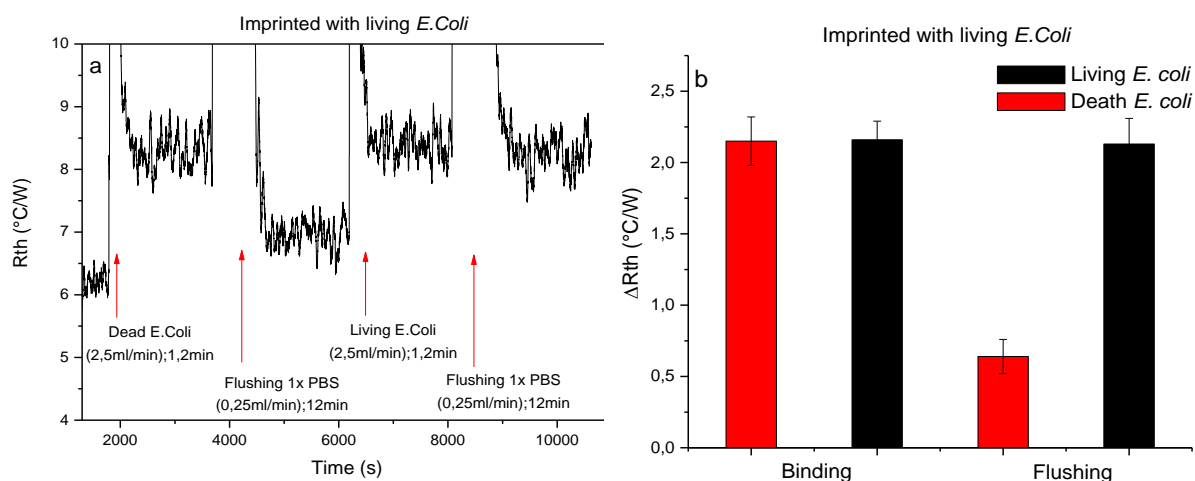 Imprinted with living E.Coli
a
10
9
8
7
6
5
4
Rth (°C/W)
Dead E.Coli
(2,5ml/min);1,2min
Flushing 1x PBS
(0,25ml/min);12min
Living E.Coli
(2,5ml/min);1,2min
Flushing 1x PBS
(0,25ml/min);12min
2000 4000 6000 8000 10000
Time (s)
Imprinted with living E.Coli
b
Living E. coli
Death E. coli
2,5
2,0
1,5
1,0
0,5
0,0
ΔRth (°C/W)
Binding Flushing